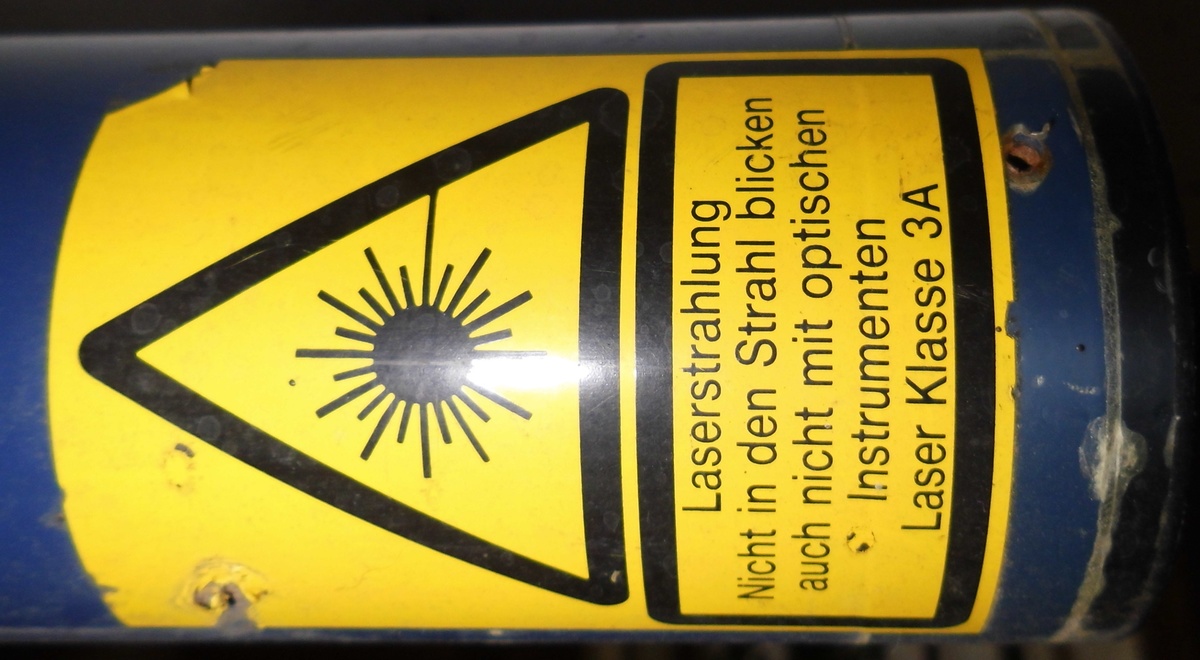 Laserstrahlung
Nicht in den Strahl blicken
auch nicht mit optischen
Instrumenten
Laser Klasse 3A